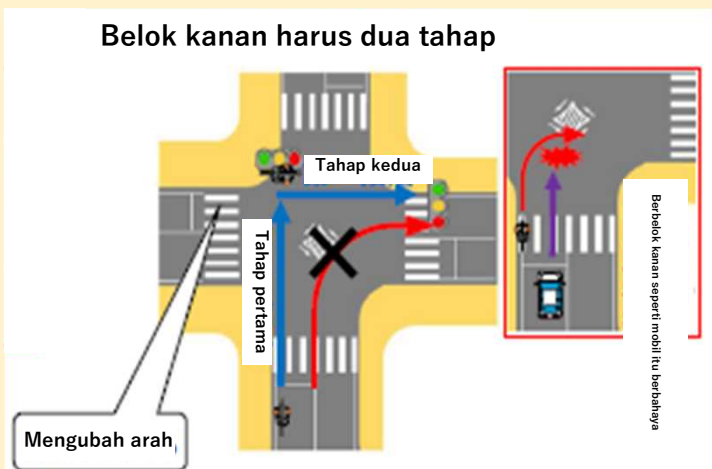 Belok kanan harus dua tahap
Tahap kedua
Tahap pertama
Berbelok kanan seperti mobil itu berbahaya
Mengubah arah